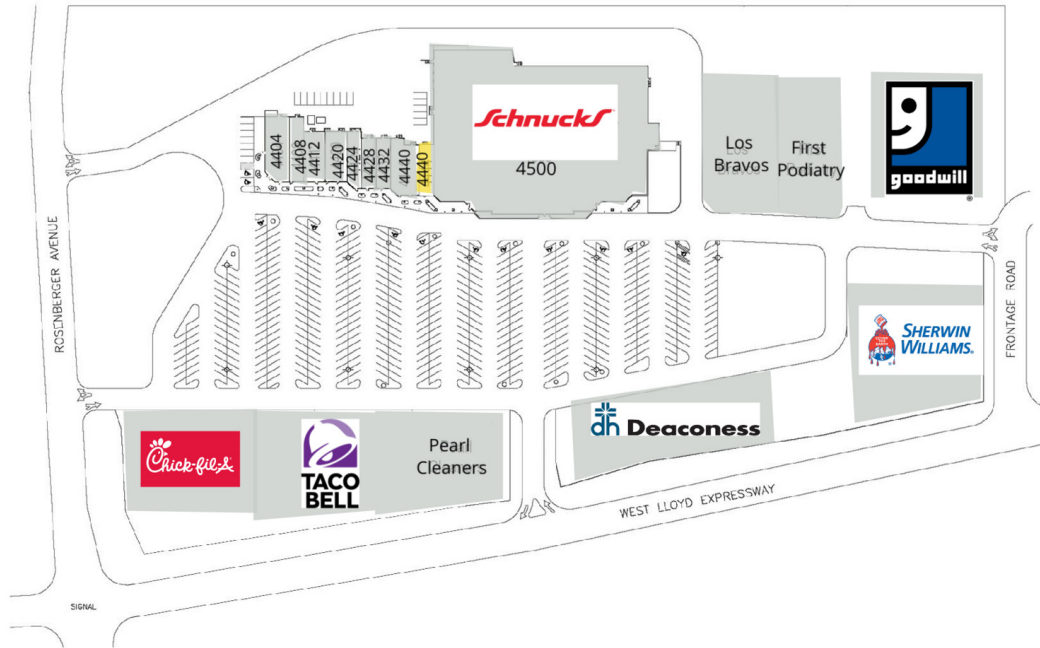 Schnucks
4500
4404
4408
4412
4420
4424
4428
4432
4440
4440
Los
Bravos
First
Podiatry
goodwill
ROSENBERGER AVENUE
FRONTAGE ROAD
SHERWIN
WILLIAMS.
Deaconess
Chick-fil-A
TACO
BELL
Pearl
Cleaners
WEST LLOYD EXPRESSWAY
SIGNAL